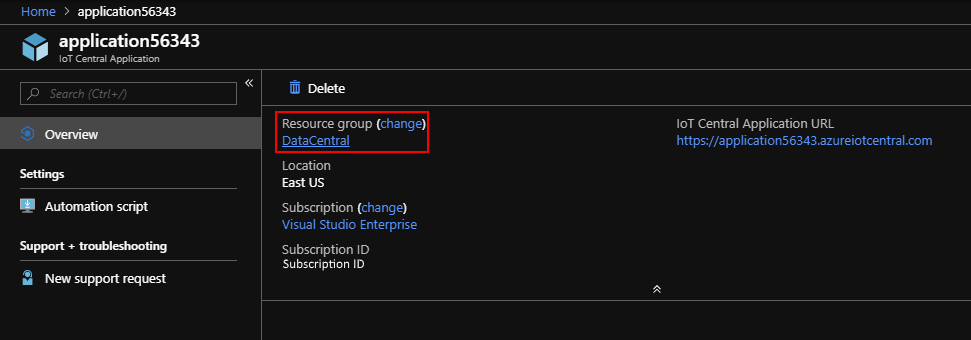 Home > application56343
application56343
IoT Central Application
Search (Ctrl+/)
«
Overview
Settings
Automation script
Support + troubleshooting
New support request
Delete
Resource group (change)
DataCentral
Location
East US
Subscription (change)
Visual Studio Enterprise
Subscription ID
Subscription ID
IoT Central Application URL
https://application56343.azureiotcentral.com